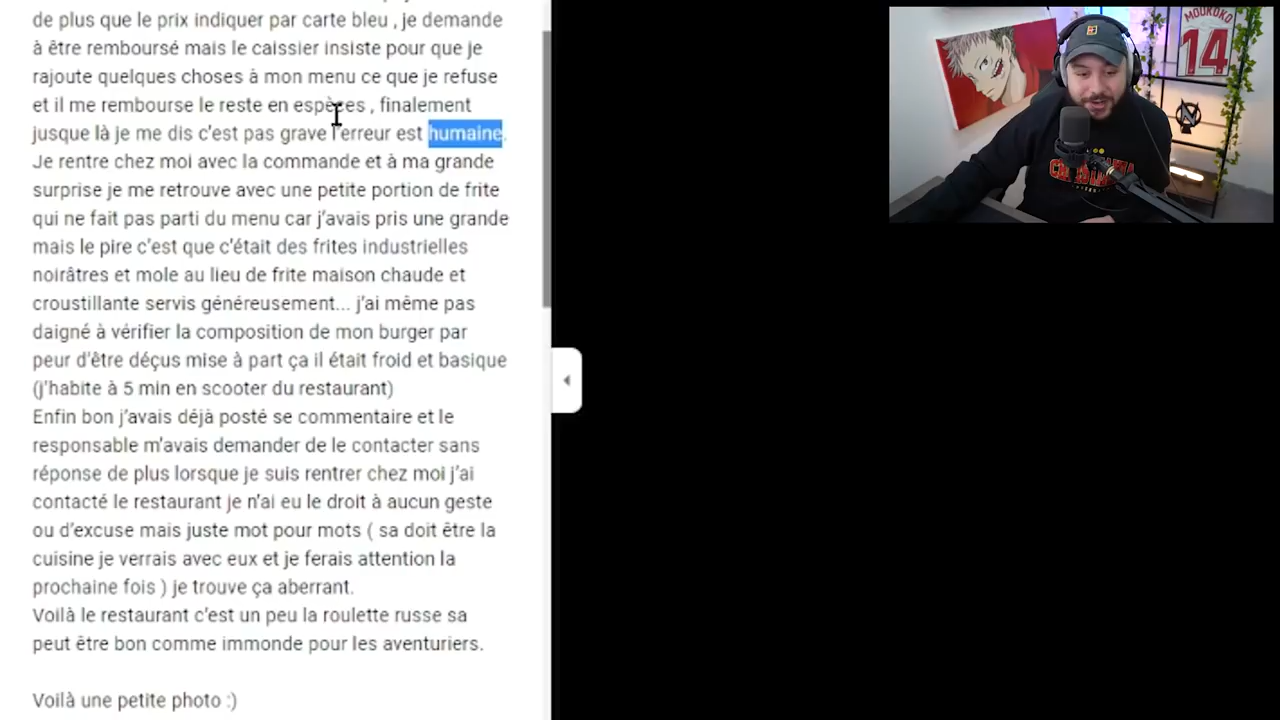 de plus que le prix indiquer par carte bleu , je demande
à être remboursé mais le caissier insiste pour que je
rajoute quelques choses à mon menu ce que je refuse
et il me rembourse le reste en espèces , finalement
jusque là je me dis c'est pas grave l'erreur est humaine.
Je rentre chez moi avec la commande et à ma grande
surprise je me retrouve avec une petite portion de frite
qui ne fait pas parti du menu car j'avais pris une grande
mais le pire c'est que c'était des frites industrielles
noirâtres et mole au lieu de frite maison chaude et
croustillante servis généreusement... j'ai même pas
daigné à vérifier la composition de mon burger par
peur d'être déçus mise à part ça il était froid et basique
(j'habite à 5 min en scooter du restaurant)
Enfin bon j'avais déjà posté se commentaire et le
responsable m'avais demander de le contacter sans
réponse de plus lorsque je suis rentrer chez moi j'ai
contacté le restaurant je n'ai eu le droit à aucun geste
ou d'excuse mais juste mot pour mots ( sa doit être la
cuisine je verrais avec eux et je ferais attention la
prochaine fois ) je trouve ça aberrant.
Voilà le restaurant c'est un peu la roulette russe sa
peut être bon comme immonde pour les aventuriers.
Voilà une petite photo :)
MOUKOKO
14